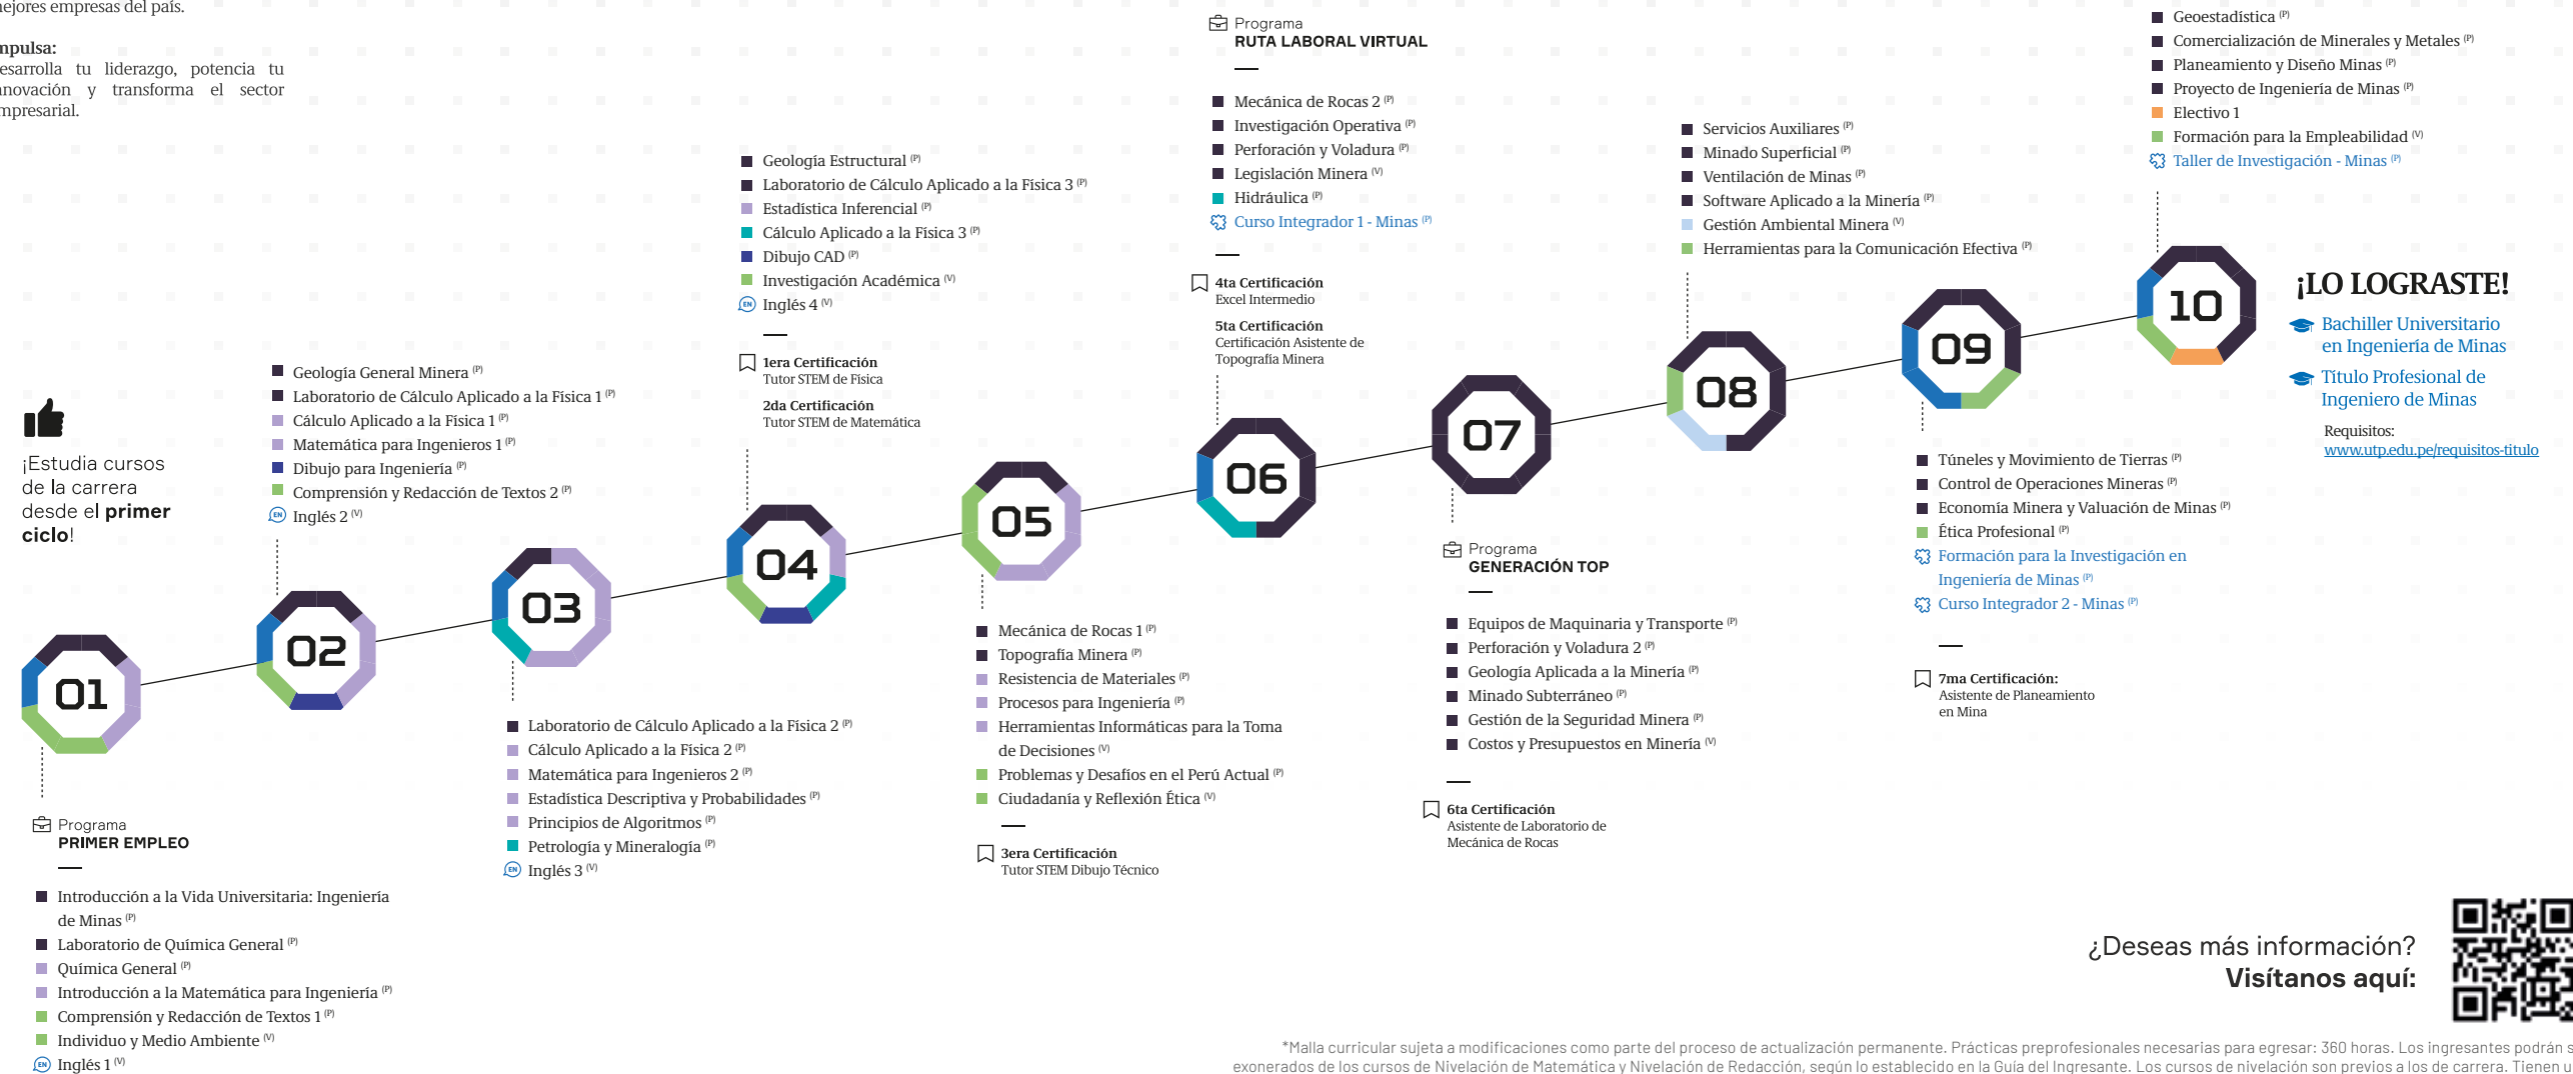 mejores empresas del país.
Impulsa:
Desarrolla tu liderazgo, potencia tu
innovación y transforma el sector
empresarial.
¡Estudia cursos
de la carrera
desde el primer
ciclo!
01
Programa
PRIMER EMPLEO
Introducción a la Vida Universitaria: Ingeniería
de Minas (P)
Laboratorio de Química General (P)
Química General (P)
Introducción a la Matemática para Ingeniería (P)
Comprensión y Redacción de Textos 1 (P)
Individuo y Medio Ambiente (V)
EN Inglés 1 (V)
Geología General Minera (P)
Laboratorio de Cálculo Aplicado a la Física 1 (P)
Cálculo Aplicado a la Física 1 (P)
Matemática para Ingenieros 1 (P)
Dibujo para Ingeniería (P)
Comprensión y Redacción de Textos 2 (P)
EN Inglés 2 (V)
02
03
Laboratorio de Cálculo Aplicado a la Física 2 (P)
Cálculo Aplicado a la Física 2 (P)
Matemática para Ingenieros 2 (P)
Estadística Descriptiva y Probabilidades (P)
Principios de Algoritmos (P)
Petrología y Mineralogía (P)
EN Inglés 3 (V)
Geología Estructural (P)
Laboratorio de Cálculo Aplicado a la Física 3 (P)
Estadística Inferencial (P)
Cálculo Aplicado a la Física 3 (P)
Dibujo CAD (P)
Investigación Académica (V)
EN Inglés 4 (V)
1era Certificación
Tutor STEM de Física
2da Certificación
Tutor STEM de Matemática
04
05
Mecánica de Rocas 1 (P)
Topografía Minera (P)
Resistencia de Materiales (P)
Procesos para Ingeniería (P)
Herramientas Informáticas para la Toma
de Decisiones (V)
Problemas y Desafíos en el Perú Actual (P)
Ciudadanía y Reflexión Ética (V)
3era Certificación
Tutor STEM Dibujo Técnico
Programa
RUTA LABORAL VIRTUAL
Mecánica de Rocas 2 (P)
Investigación Operativa (P)
Perforación y Voladura (P)
Legislación Minera (V)
Hidráulica (P)
Curso Integrador 1 - Minas (P)
4ta Certificación
Excel Intermedio
5ta Certificación
Certificación Asistente de
Topografía Minera
06
07
Programa
GENERACIÓN TOP
Equipos de Maquinaria y Transporte (P)
Perforación y Voladura 2 (P)
Geología Aplicada a la Minería (P)
Minado Subterráneo (P)
Gestión de la Seguridad Minera (P)
Costos y Presupuestos en Minería (V)
6ta Certificación
Asistente de Laboratorio de
Mecánica de Rocas
Servicios Auxiliares (P)
Minado Superficial (P)
Ventilación de Minas (P)
Software Aplicado a la Minería (P)
Gestión Ambiental Minera (V)
Herramientas para la Comunicación Efectiva (P)
08
09
Túneles y Movimiento de Tierras (P)
Control de Operaciones Mineras (P)
Economía Minera y Valuación de Minas (P)
Ética Profesional (P)
Formación para la Investigación en
Ingeniería de Minas (P)
Curso Integrador 2 - Minas (P)
7ma Certificación:
Asistente de Planeamiento
en Mina
Geoestadística (P)
Comercialización de Minerales y Metales (P)
Planeamiento y Diseño Minas (P)
Proyecto de Ingeniería de Minas (P)
Electivo 1
Formación para la Empleabilidad (V)
Taller de Investigación - Minas (P)
10
¡LO LOGRASTE!
Bachiller Universitario
en Ingeniería de Minas
Título Profesional de
Ingeniero de Minas
Requisitos:
www.utp.edu.pe/requisitos-titulo
¿Deseas más información?
Visítanos aquí:
*Malla curricular sujeta a modificaciones como parte del proceso de actualización permanente. Prácticas preprofesionales necesarias para egresar: 360 horas. Los ingresantes podrán
exonerados de los cursos de Nivelación de Matemática y Nivelación de Redacción, según lo establecido en la Guía del Ingresante. Los cursos de nivelación son previos a los de carrera. Tienen